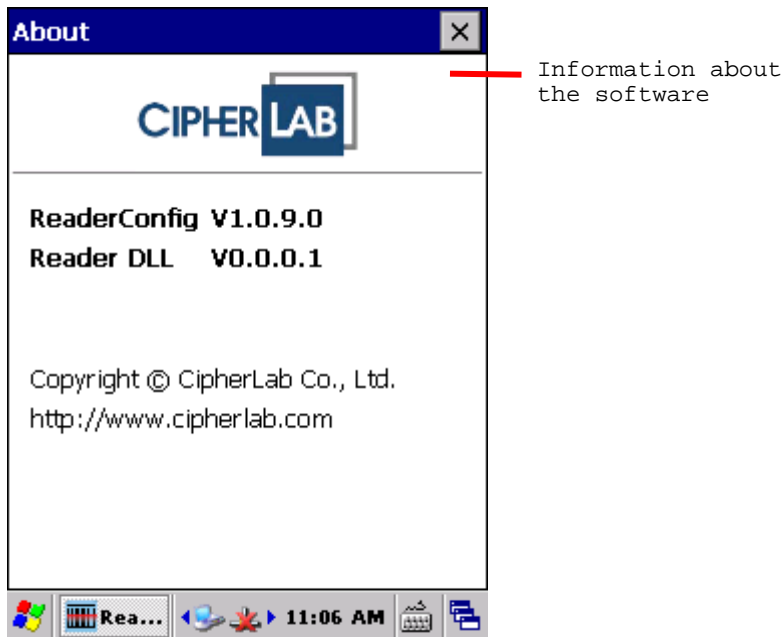 About
Information about
the software
CIPHERLAB
ReaderConfig V1.0.9.0
Reader DLL V0.0.0.1
Copyright © CipherLab Co., Ltd.
http://www.cipherlab.com
Rea... 11:06 AM